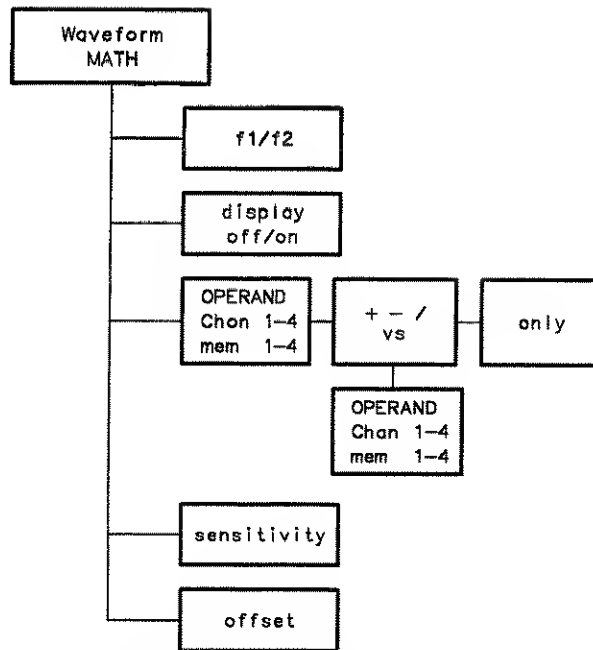 Waveform
MATH
f1/f2
display
off/on
OPERAND
Chon 1-4
mem 1-4
+ - /
vs
only
OPERAND
Chan 1-4
mem 1-4
sensitivity
offset